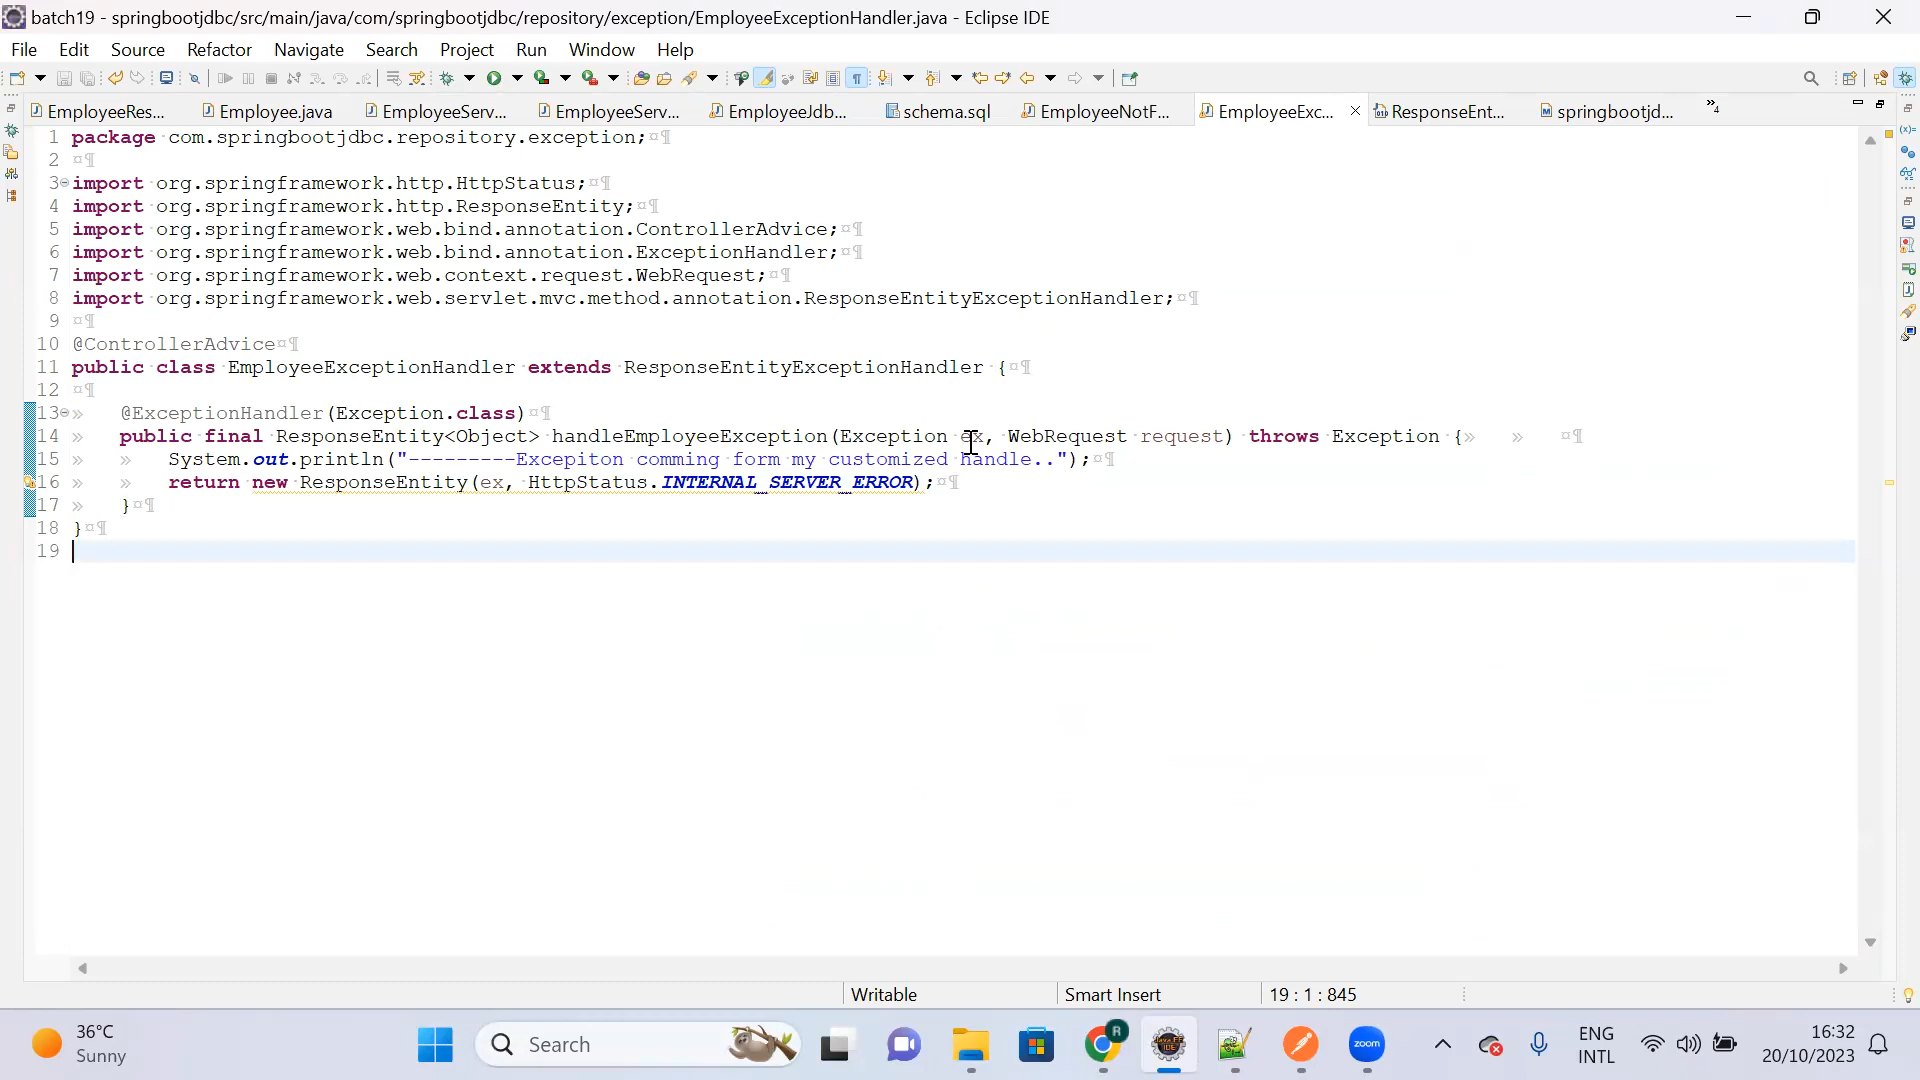 batch19 - springbootjdbc/src/main/java/com/springbootjdbc/repository/exception/EmployeeExceptionHandler.java - Eclipse IDE
File Edit Source Refactor Navigate Search Project Run Window Help
EmployeeRes... Employee.java EmployeeServ... EmployeeServ... EmployeeJdb... schema.sql EmployeeNotF... EmployeeExc... ResponseEnt... springbootjd... »4
1 package com.springbootjdbc.repository.exception;
2
3 import org.springframework.http.HttpStatus;
4 import org.springframework.http.ResponseEntity;
5 import org.springframework.web.bind.annotation.ControllerAdvice;
6 import org.springframework.web.bind.annotation.ExceptionHandler;
7 import org.springframework.web.context.request.WebRequest;
8 import org.springframework.web.servlet.mvc.method.annotation.ResponseEntityExceptionHandler;
9
10 @ControllerAdvice
11 public class EmployeeExceptionHandler extends ResponseEntityExceptionHandler {
12
13 @ExceptionHandler(Exception.class)
14 public final ResponseEntity<Object> handleEmployeeException(Exception ex, WebRequest request) throws Exception {
15 System.out.println("---------Excepiton comming form my customized handle..");
16 return new ResponseEntity(ex, HttpStatus.INTERNAL_SERVER_ERROR);
17 }
18 }
19
Writable Smart Insert 19 : 1 : 845
36°C
Sunny
Search
R
zoom
ENG
INTL
16:32
20/10/2023